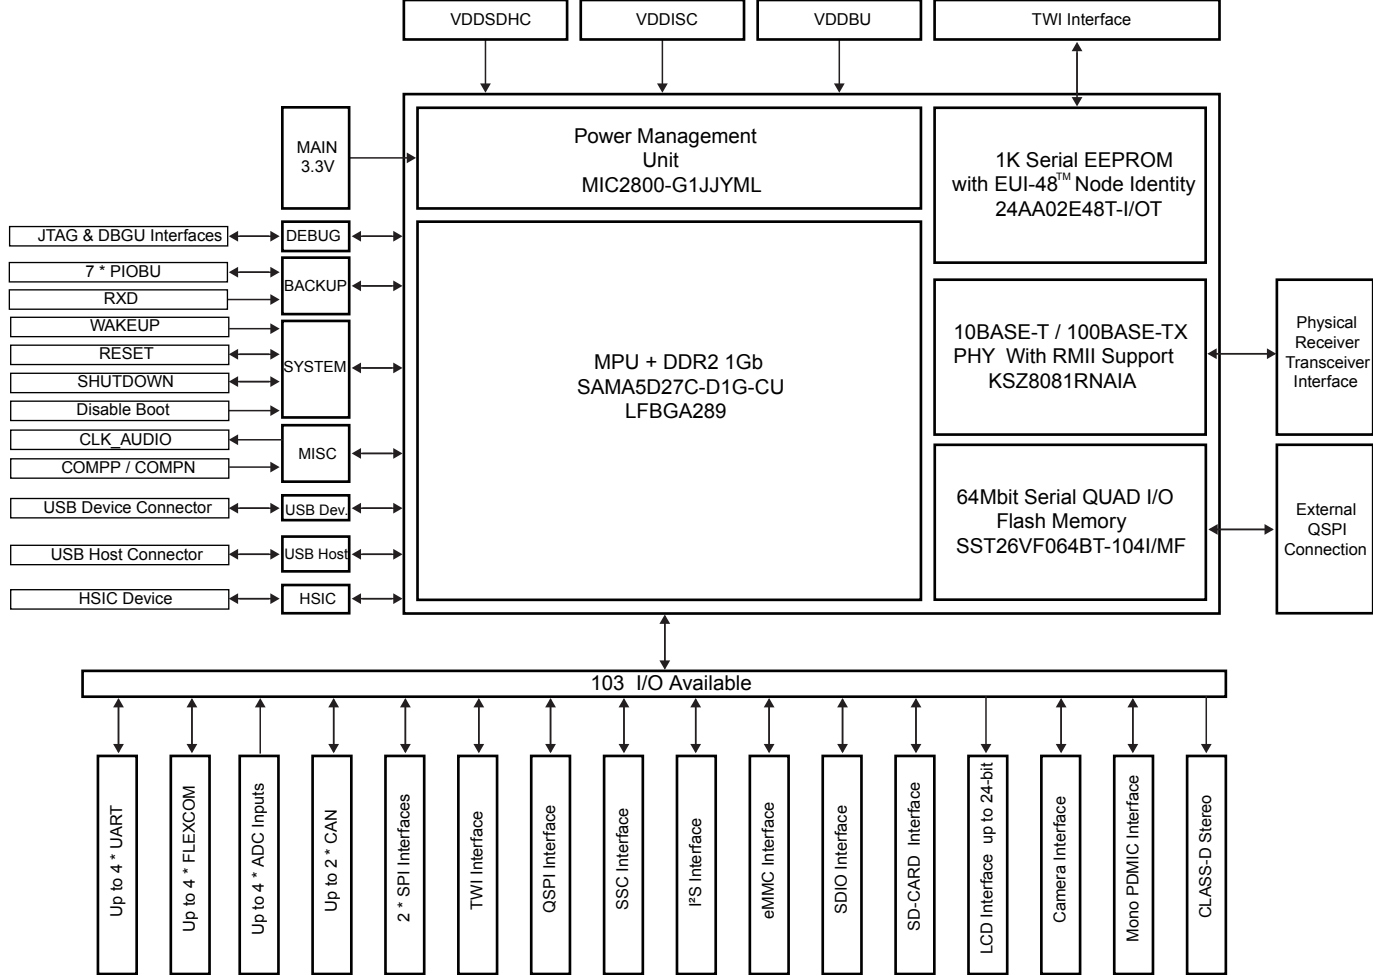 VDDSDHC
VDDISC
VDDBU
TWI Interface
MAIN
3.3V
Power Management
Unit
MIC2800-G1JJYML
1K Serial EEPROM
with EUI-48™ Node Identity
24AA02E48T-I/OT
JTAG & DBGU Interfaces
DEBUG
7 * PIOBU
RXD
BACKUP
WAKEUP
RESET
SHUTDOWN
Disable Boot
SYSTEM
CLK_AUDIO
COMPP / COMPN
MISC
USB Device Connector
USB Dev.
USB Host Connector
USB Host
HSIC Device
HSIC
MPU + DDR2 1Gb
SAMA5D27C-D1G-CU
LFBGA289
10BASE-T / 100BASE-TX
PHY With RMII Support
KSZ8081RNAIA
Physical
Receiver
Transceiver
Interface
64Mbit Serial QUAD I/O
Flash Memory
SST26VF064BT-104I/MF
External
QSPI
Connection
103 I/O Available
Up to 4 * UART
Up to 4 * FLEXCOM
Up to 4 * ADC Inputs
Up to 2 * CAN
2 * SPI Interfaces
TWI Interface
QSPI Interface
SSC Interface
I²S Interface
eMMC Interface
SDIO Interface
SD-CARD Interface
LCD Interface up to 24-bit
Camera Interface
Mono PDMIC Interface
CLASS-D Stereo